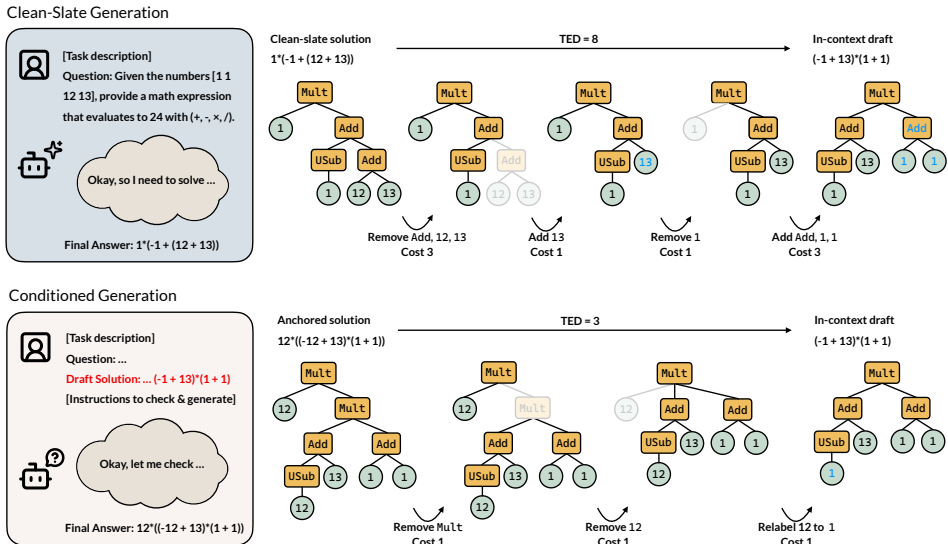 Clean-Slate Generation
[Task description]
Question: Given the numbers [1 1
12 13], provide a math expression
that evaluates to 24 with (+, -, ×, /).
Okay, so I need to solve ...
Final Answer: 1*(-1 + (12 + 13))
Clean-slate solution
TED = 8
In-context draft
1*(-1 + (12 + 13))
(-1 + 13)*(1 + 1)
Mult
Mult
Mult
Mult
Mult
1
Add
1
Add
1
Add
1
Add
Add
Add
USub
Add
USub
Add
USub
13
USub
13
USub
13
1
1
1
12
13
1
12
13
1
1
1
Remove Add, 12, 13
Cost 3
Add 13
Cost 1
Remove 1
Cost 1
Add Add, 1, 1
Cost 3
Conditioned Generation
[Task description]
Question: ...
Draft Solution: ... (-1 + 13)*(1 + 1)
[Instructions to check & generate]
Okay, let me check ...
Final Answer: 12*((-12 + 13)*(1 + 1))
Anchored solution
TED = 3
In-context draft
12*((-12 + 13)*(1 + 1))
(-1 + 13)*(1 + 1)
Mult
Mult
Mult
Mult
12
Mult
12
Mult
12
Add
Add
Add
Add
Add
Add
Add
Add
USub
13
1
1
USub
13
1
1
USub
13
1
1
USub
13
1
1
12
12
12
1
Remove Mult
Cost 1
Remove 12
Cost 1
Relabel 12 to 1
Cost 1